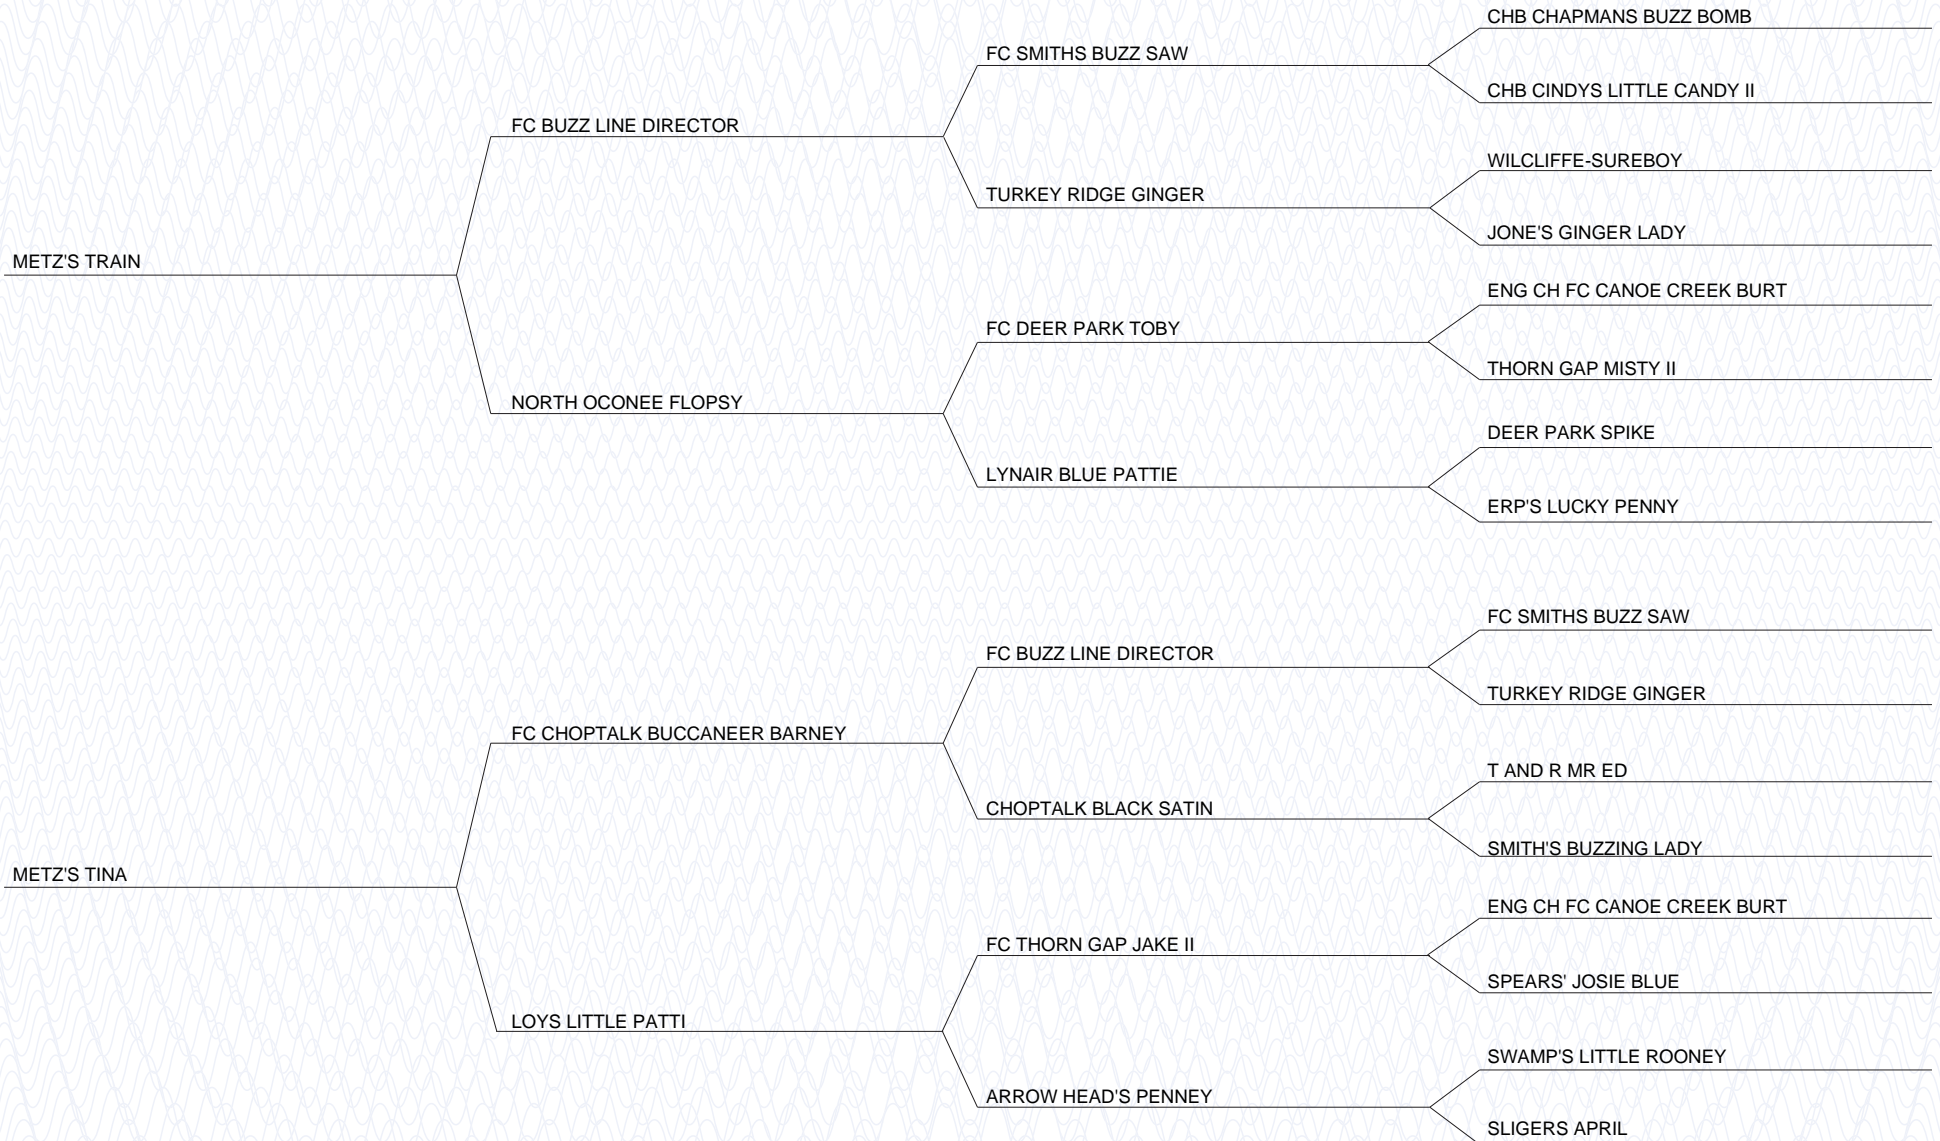 CHB CHAPMANS BUZZ BOMB
FC SMITHS BUZZ SAW
CHB CINDYS LITTLE CANDY II
FC BUZZ LINE DIRECTOR
WILCLIFFE-SUREBOY
TURKEY RIDGE GINGER
JONE'S GINGER LADY
METZ'S TRAIN
ENG CH FC CANOE CREEK BURT
FC DEER PARK TOBY
THORN GAP MISTY II
NORTH OCONEE FLOPSY
DEER PARK SPIKE
LYNAIR BLUE PATTIE
ERP'S LUCKY PENNY
FC SMITHS BUZZ SAW
FC BUZZ LINE DIRECTOR
TURKEY RIDGE GINGER
FC CHOPTALK BUCCANEER BARNEY
T AND R MR ED
CHOPTALK BLACK SATIN
SMITH'S BUZZING LADY
METZ'S TINA
ENG CH FC CANOE CREEK BURT
FC THORN GAP JAKE II
SPEARS' JOSIE BLUE
LOYS LITTLE PATTI
SWAMP'S LITTLE ROONEY
ARROW HEAD'S PENNEY
SLIGERS APRIL